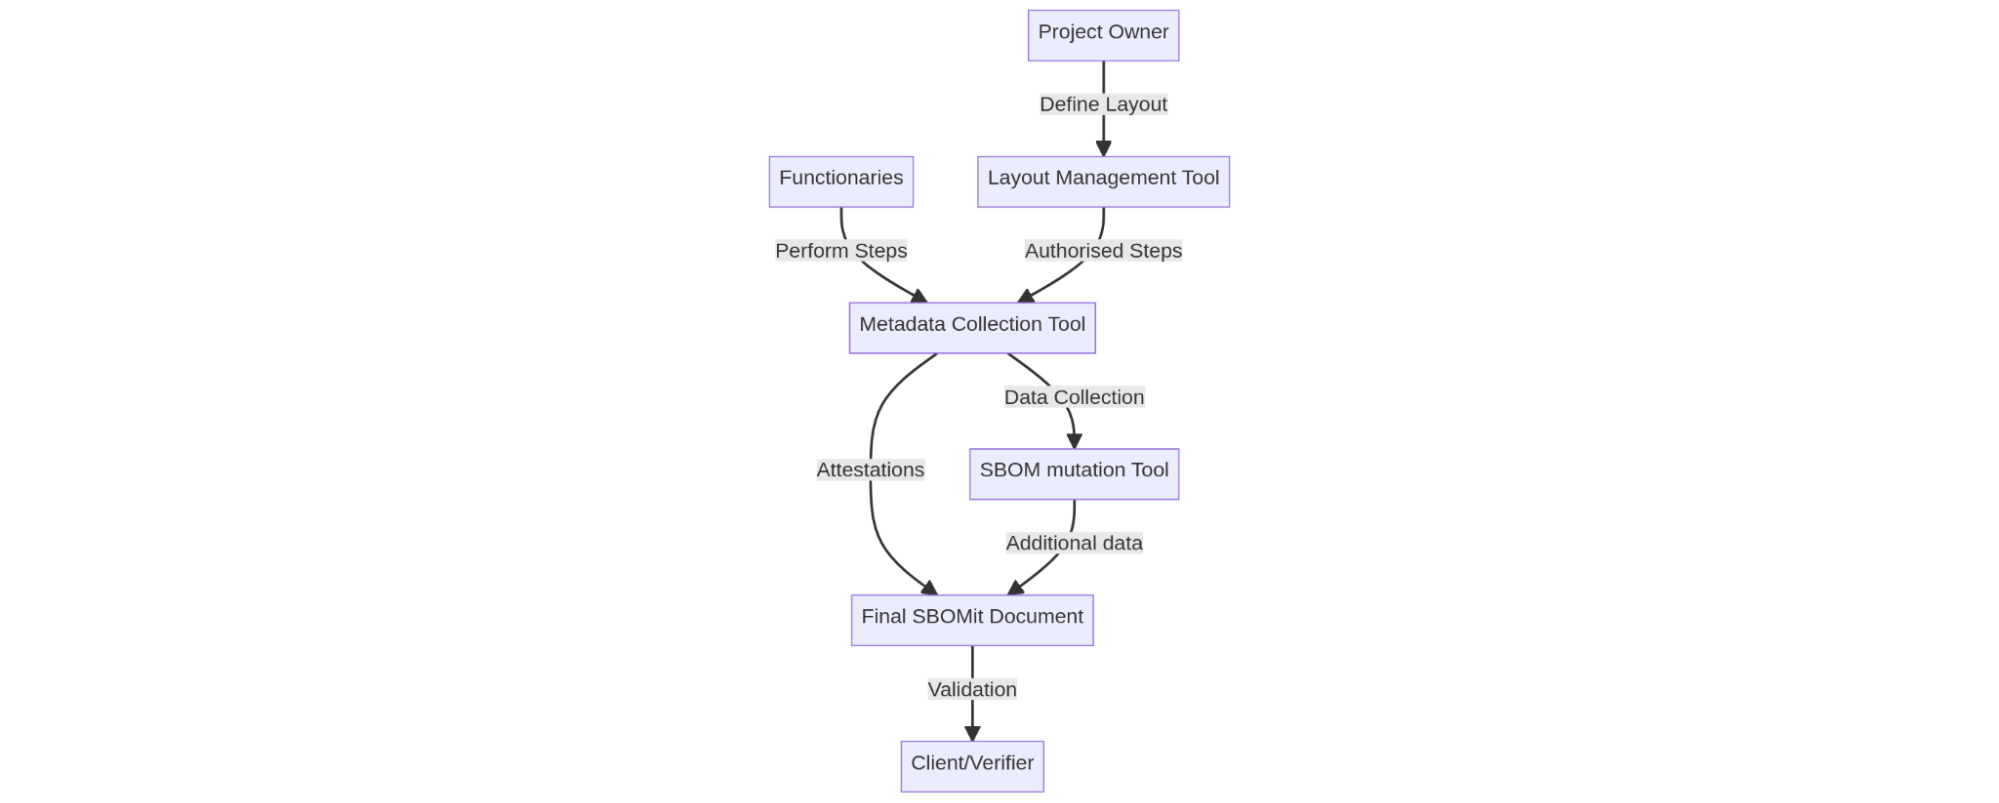 Project Owner
Define Layout
Functionaries
Layout Management Tool
Perform Steps
Authorised Steps
Metadata Collection Tool
Data Collection
Attestations
SBOM mutation Tool
Additional data
Final SBOMit Document
Validation
Client/Verifier